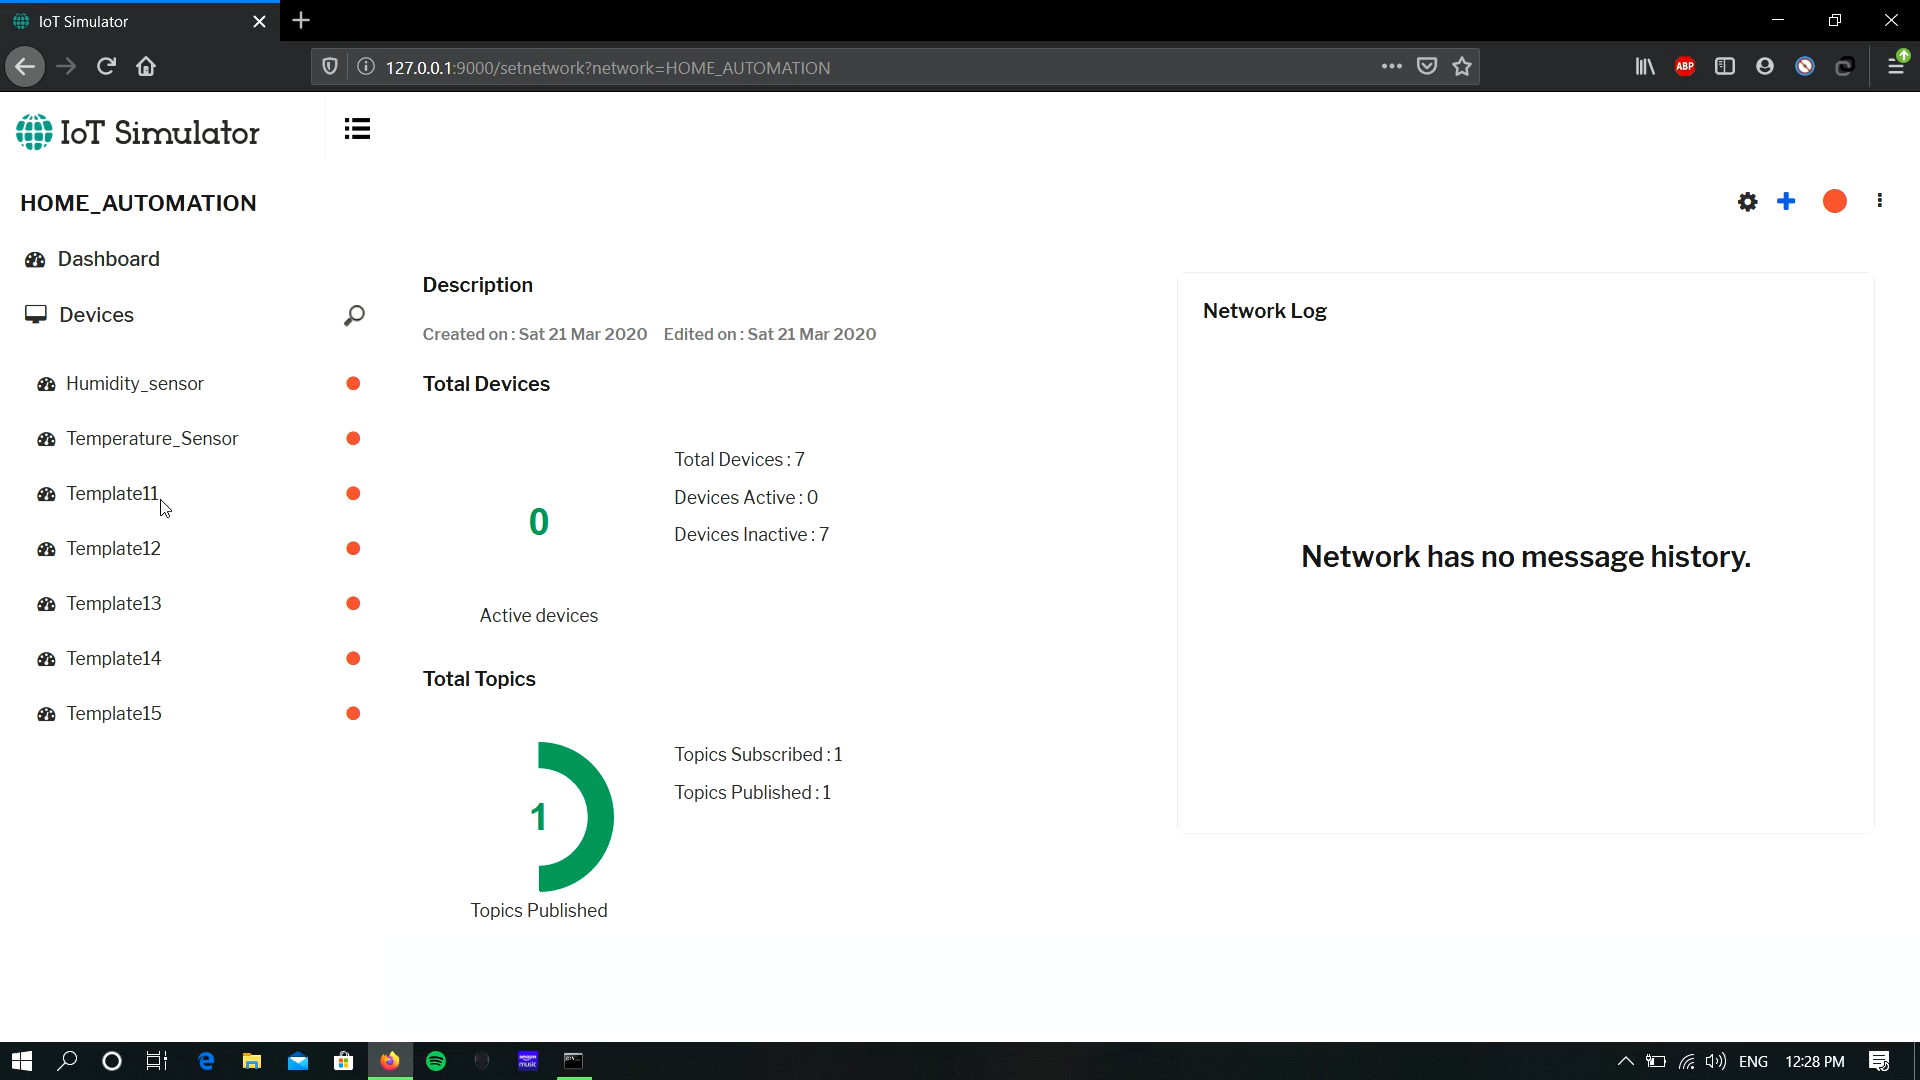 IoT Simulator
127.0.0.1:9000/setnetwork?network=HOME_AUTOMATION
ABP
IoT Simulator
HOME_AUTOMATION
Dashboard
Devices
Humidity_sensor
Temperature_Sensor
Template11
Template12
Template13
Template14
Template15
Description
Created on : Sat 21 Mar 2020 Edited on : Sat 21 Mar 2020
Total Devices
0
Active devices
Total Devices : 7
Devices Active : 0
Devices Inactive : 7
Total Topics
1
Topics Published
Topics Subscribed : 1
Topics Published : 1
Network Log
Network has no message history.
amazon music
ENG
12:28 PM